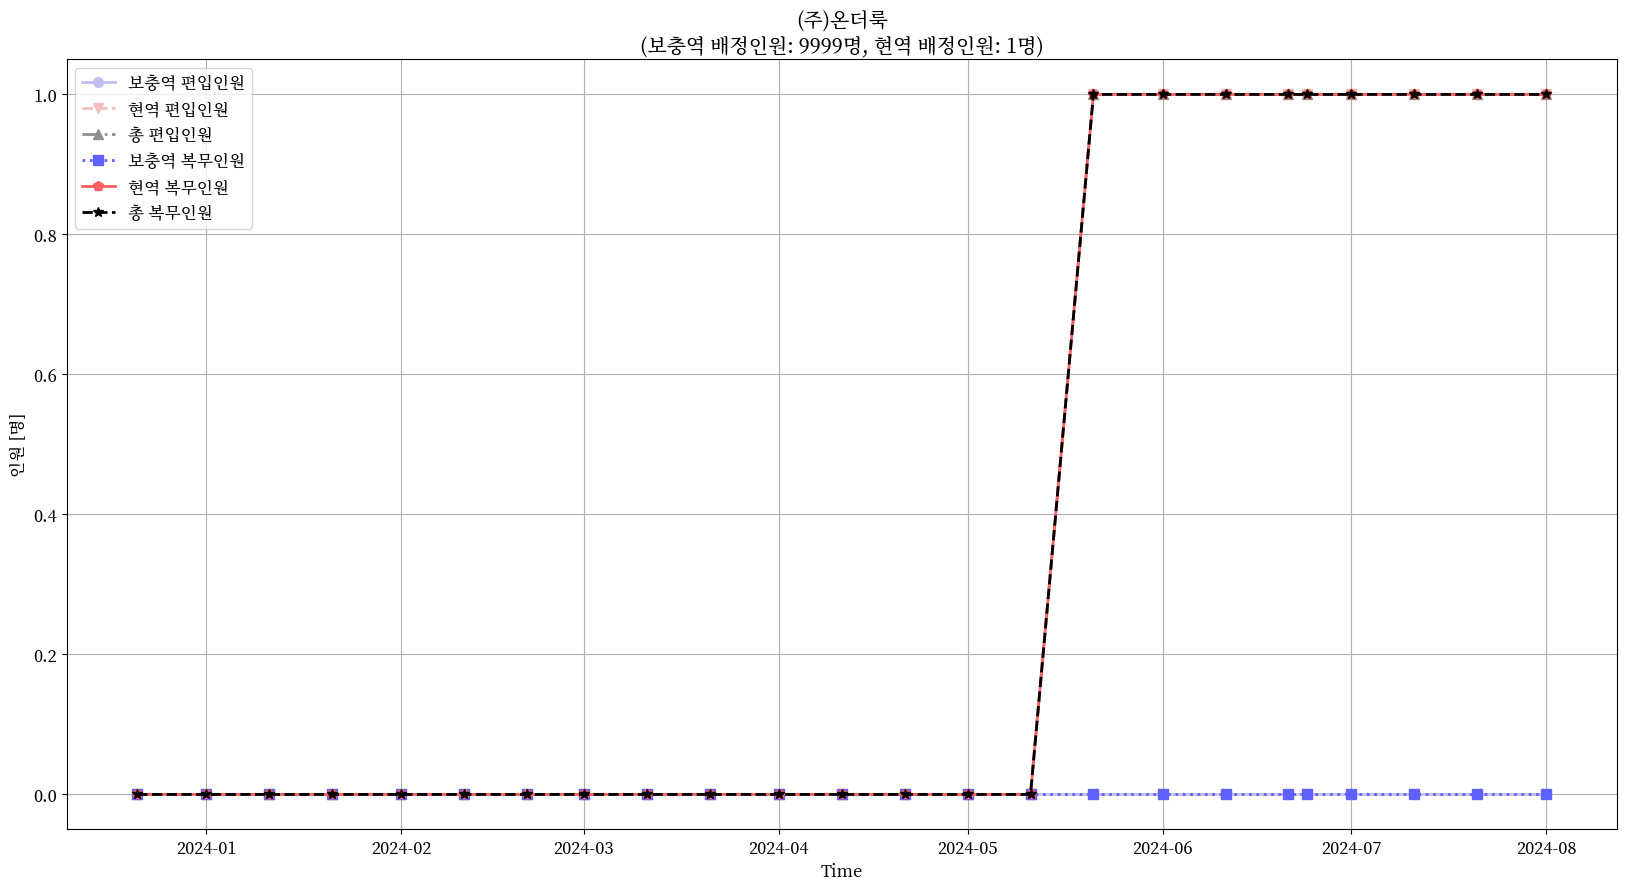 (주)온더룩
(보충역 배정인원: 9999명, 현역 배정인원: 1명)
보충역 편입인원
현역 편입인원
총 편입인원
보충역 복무인원
현역 복무인원
총 복무인원
1.0
0.8
0.6
0.4
0.2
0.0
인원 [명]
2024-01
2024-02
2024-03
2024-04
2024-05
2024-06
2024-07
2024-08
Time